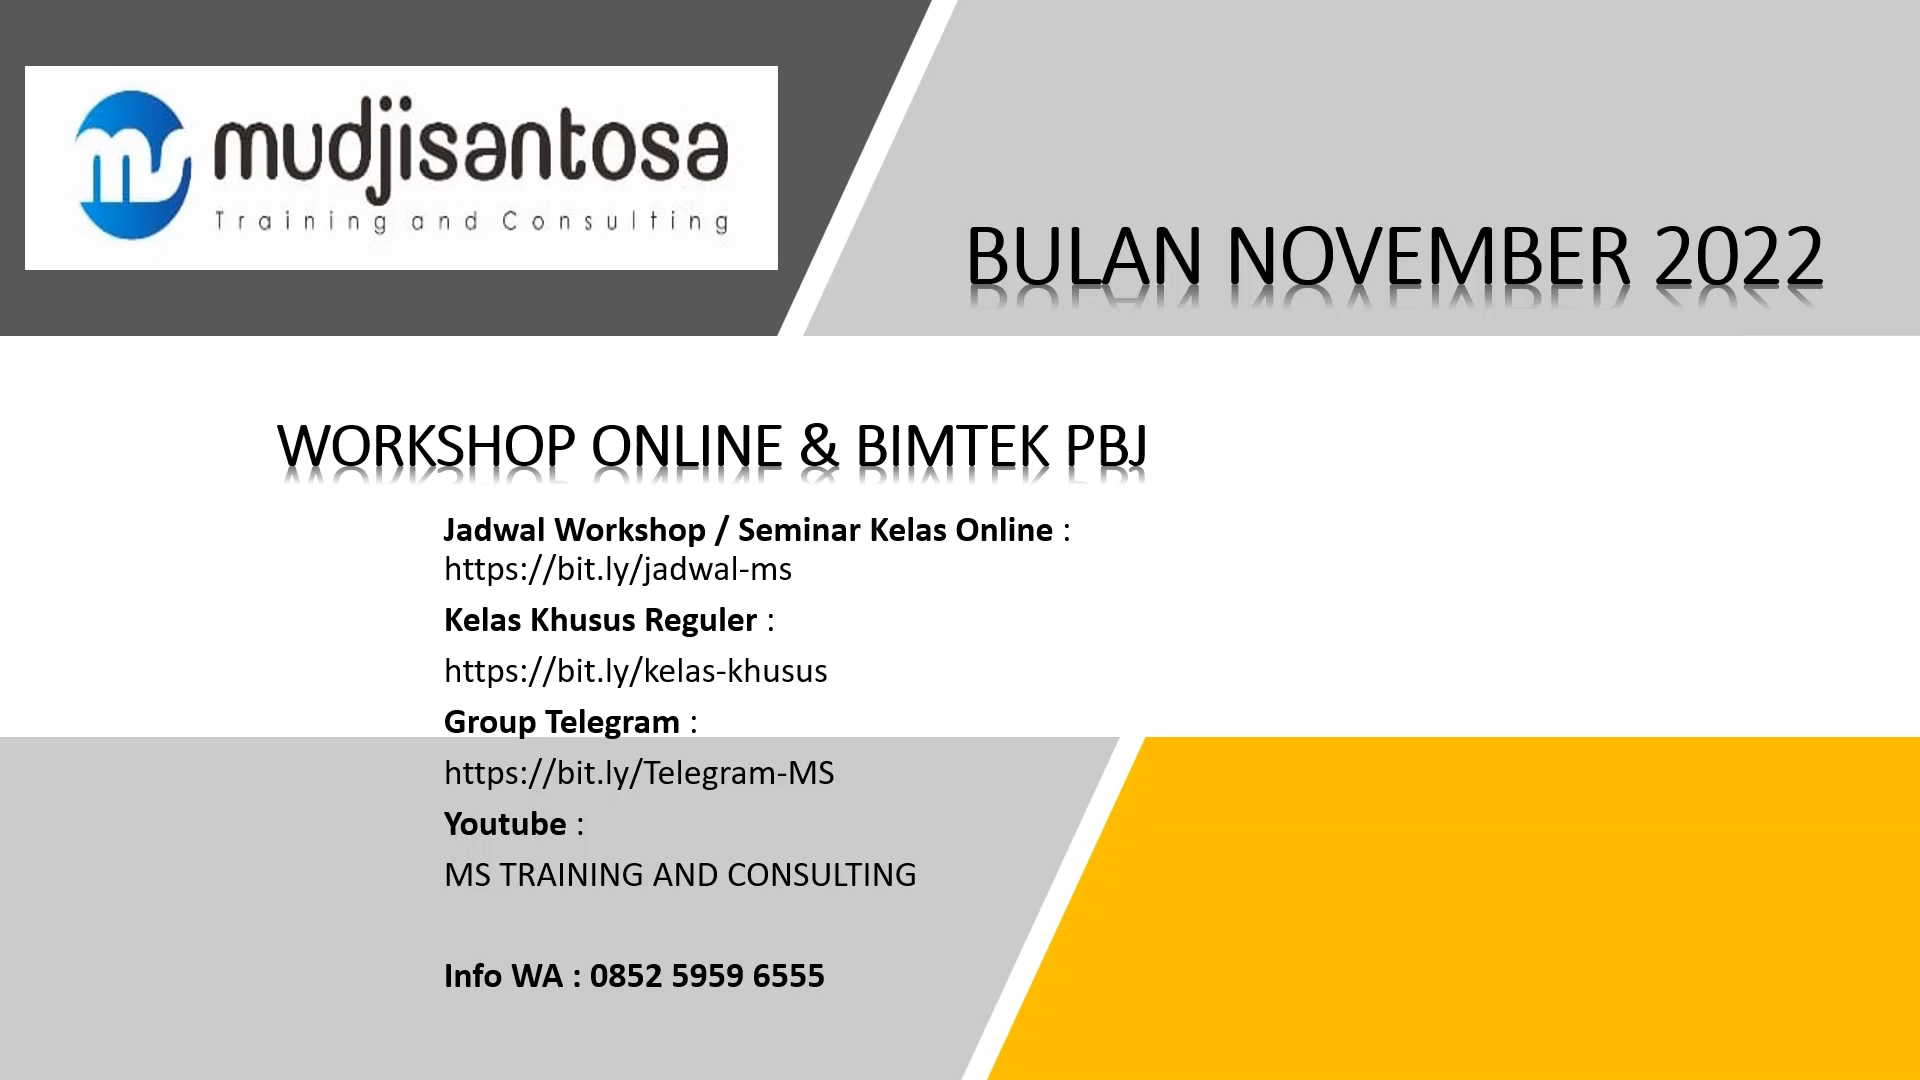 mudjisantosa
Training and Consulting
BULAN NOVEMBER 2022
WORKSHOP ONLINE & BIMTEK PBJ
Jadwal Workshop / Seminar Kelas Online :
https://bit.ly/jadwal-ms
Kelas Khusus Reguler :
https://bit.ly/kelas-khusus
Group Telegram :
https://bit.ly/Telegram-MS
Youtube :
MS TRAINING AND CONSULTING
Info WA : 0852 5959 6555